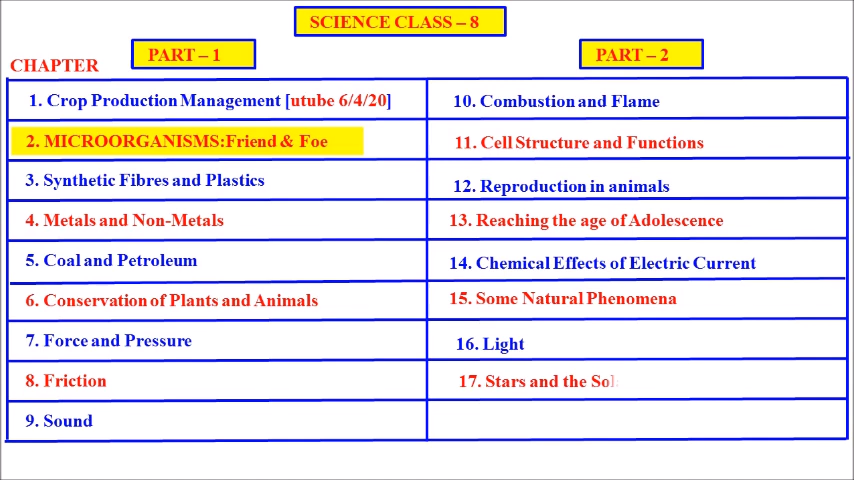 SCIENCE CLASS – 8
PART – 1
PART – 2
CHAPTER
1. Crop Production Management [utube 6/4/20]
2. MICROORGANISMS:Friend & Foe
3. Synthetic Fibres and Plastics
4. Metals and Non-Metals
5. Coal and Petroleum
6. Conservation of Plants and Animals
7. Force and Pressure
8. Friction
9. Sound
10. Combustion and Flame
11. Cell Structure and Functions
12. Reproduction in animals
13. Reaching the age of Adolescence
14. Chemical Effects of Electric Current
15. Some Natural Phenomena
16. Light
17. Stars and the